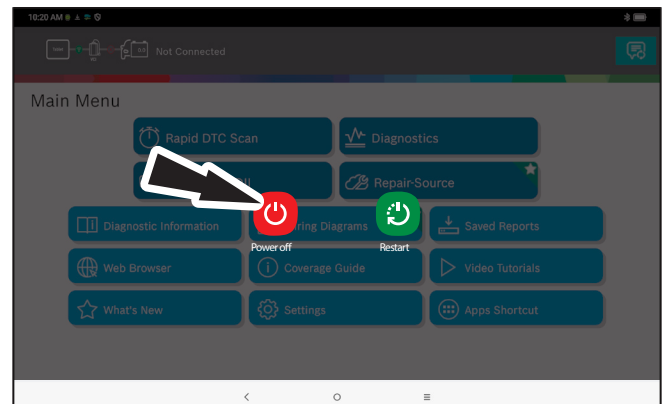 10:20 AM
Not Connected
Main Menu
Rapid DTC Scan
Diagnostics
Repair-Source
Diagnostic Information
iring Diagrams
Saved Reports
Power off
Restart
Web Browser
Coverage Guide
Video Tutorials
What's New
Settings
Apps Shortcut